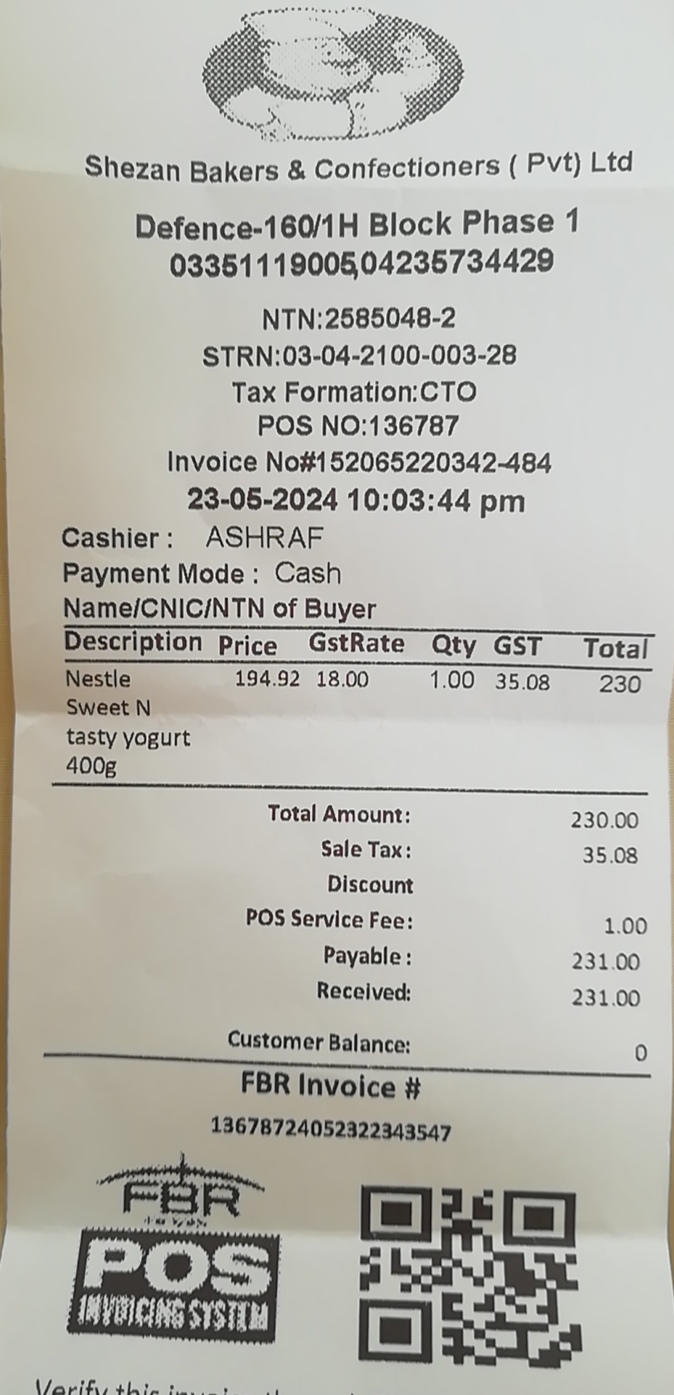 Shezan Bakers & Confectioners ( Pvt) Ltd
Defence-160/1H Block Phase 1
03351119005,04235734429
NTN:2585048-2
STRN:03-04-2100-003-28
Tax Formation:CTO
POS NO:136787
Invoice No#152065220342-484
23-05-2024 10:03:44 pm
Cashier : ASHRAF
Payment Mode : Cash
Name/CNIC/NTN of Buyer
Description Price GstRate Qty GST Total
Nestle 194.92 18.00 1.00 35.08 230
Sweet N
tasty yogurt
400g
Total Amount: 230.00
Sale Tax: 35.08
Discount
POS Service Fee: 1.00
Payable : 231.00
Received: 231.00
Customer Balance: 0
FBR Invoice #
13678724052322343547
FBR
POS
INVOICING SYSTEM
Verify this